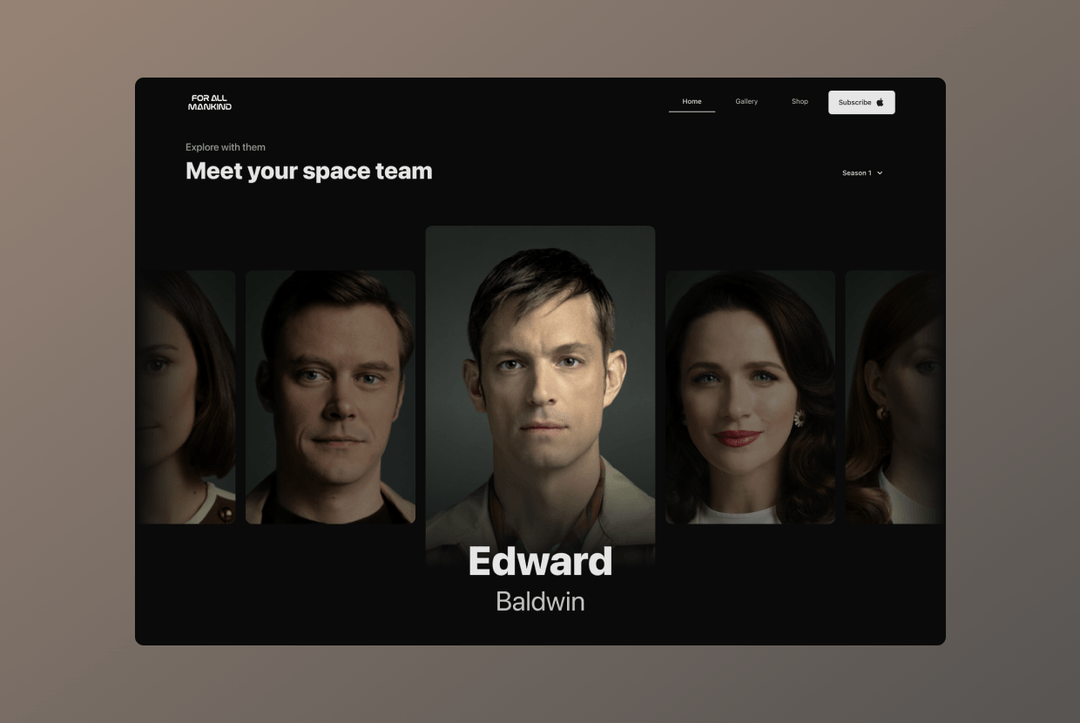 FOR ALL
MANKIND
Home
Gallery
Shop
Subscribe
Explore with them
Meet your space team
Season 1
Edward
Baldwin